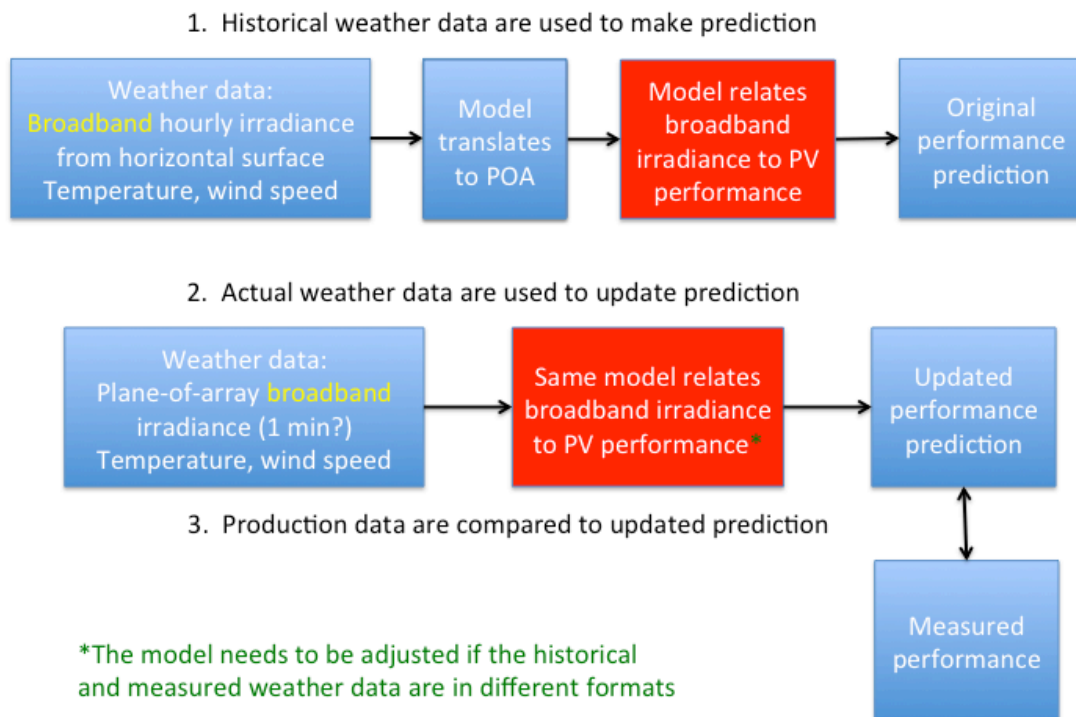 1. Historical weather data are used to make prediction
Weather data:
Broadband hourly irradiance
from horizontal surface
Temperature, wind speed
Model
translates
to POA
Model relates
broadband
irradiance to PV
performance
Original
performance
prediction
2. Actual weather data are used to update prediction
Weather data:
Plane-of-array broadband
irradiance (1 min?)
Temperature, wind speed
Same model relates
broadband irradiance
to PV performance*
Updated
performance
prediction
3. Production data are compared to updated prediction
Measured
performance
*The model needs to be adjusted if the historical
and measured weather data are in different formats